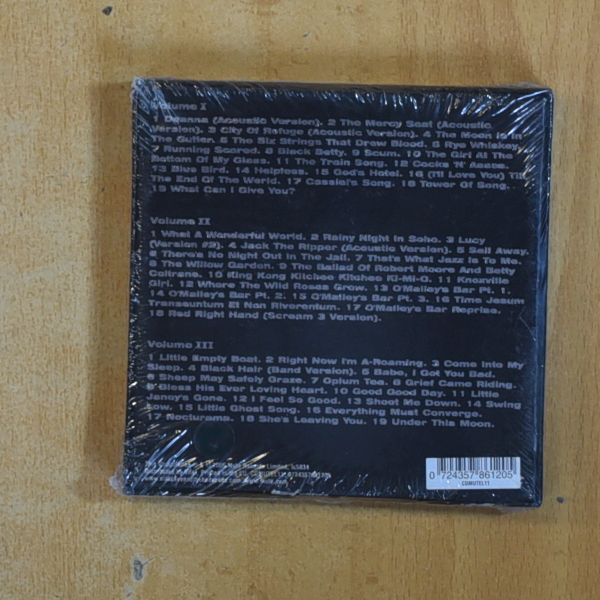 Volume I
1 Deanna (Acoustic Version). 2 The Mercy Seat (Acoustic
Version). 3 City Of Refuge (Acoustic Version). 4 The Moon Is In
The Gutter. 5 The Six Strings That Drew Blood. 6 Rye Whiskey.
7 Running Scared. 8 Black Betty. 9 Scum. 10 The Girl At The
Bottom Of My Glass. 11 The Train Song. 12 Cocks 'N' Asses.
13 Blue Bird. 14 Helpless. 15 God's Hotel. 16 (I'll Love You) Till
The End Of The World. 17 Cassiel's Song. 18 Tower Of Song.
19 What Can I Give You?
Volume II
1 What A Wonderful World. 2 Rainy Night In Soho. 3 Lucy
(Version #2). 4 Jack The Ripper (Acoustic Version). 5 Sail Away.
6 There's No Night Out In The Jail. 7 That's What Jazz Is To Me.
8 The Willow Garden. 9 The Ballad Of Robert Moore And Betty
Coltrane. 10 King Kong Kitchee Kitchee Ki-Mi-O. 11 Knoxville
Girl. 12 Where The Wild Roses Grow. 13 O'Malley's Bar Pt. 1.
14 O'Malley's Bar Pt. 2. 15 O'Malley's Bar Pt. 3. 16 Time Jesum
Transeuntum Et Non Riverentum. 17 O'Malley's Bar Reprise.
18 Red Right Hand (Scream 3 Version).
Volume III
1 Little Empty Boat. 2 Right Now I'm A-Roaming. 3 Come Into My
Sleep. 4 Black Hair (Band Version). 5 Babe, I Got You Bad.
6 Sheep May Safely Graze. 7 Opium Tea. 8 Grief Came Riding.
9 Bless His Ever Loving Heart. 10 Good Good Day. 11 Little
Janey's Gone. 12 I Feel So Good. 13 Shoot Me Down. 14 Swing
Low. 15 Little Ghost Song. 16 Everything Must Converge.
17 Nocturama. 18 She's Leaving You. 19 Under This Moon.
0 724357 861205
CDMUTEL11